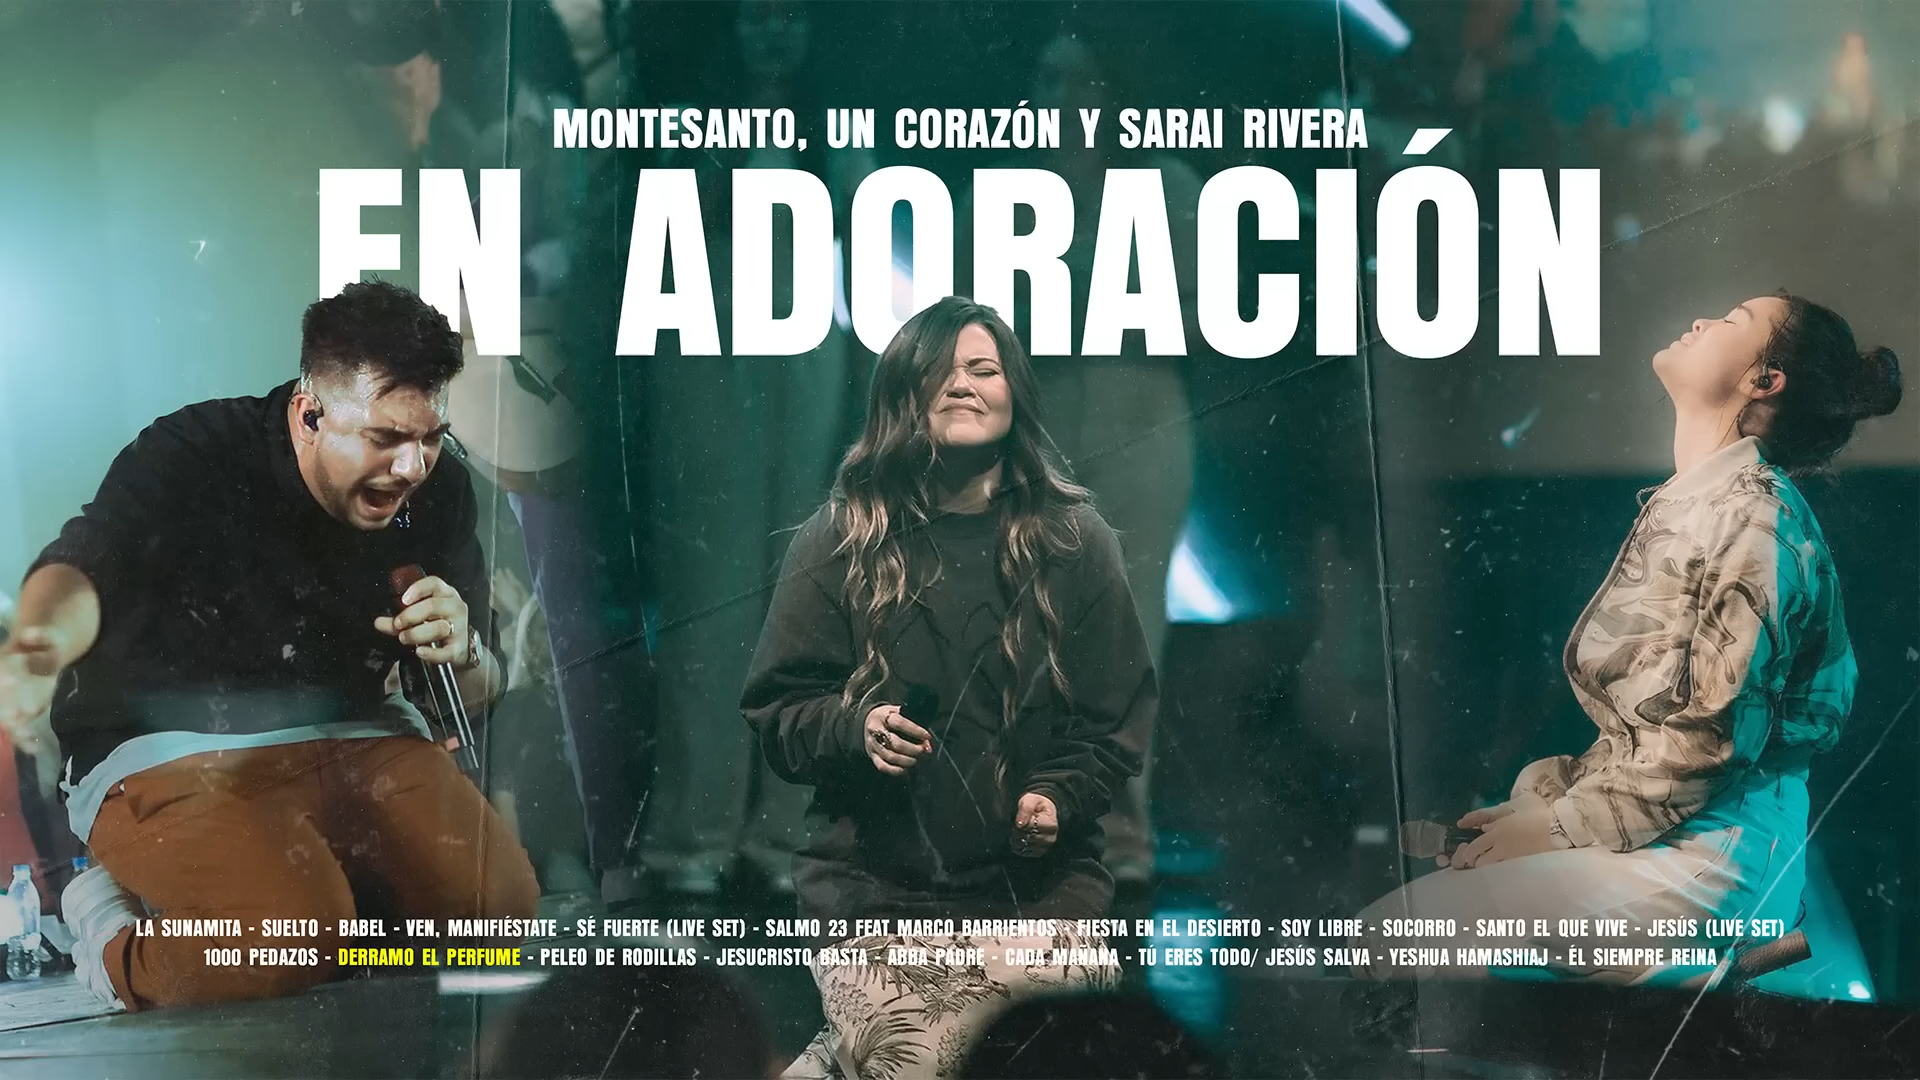 MONTESANTO, UN CORAZÓN Y SARAI RIVERA
EN ADORACIÓN
LA SUNAMITA - SUELTO - BABEL - VEN, MANIFIÉSTATE - SÉ FUERTE (LIVE SET) - SALMO 23 FEAT MARCO BARRIENTOS - FIESTA EN EL DESIERTO - SOY LIBRE - SOCORRO - SANTO EL QUE VIVE - JESÚS (LIVE SET)
1000 PEDAZOS - DERRAMO EL PERFUME - PELEO DE RODILLAS - JESUCRISTO BASTA - ABBA PADRE - CADA MAÑANA - TÚ ERES TODO/ JESÚS SALVA - YESHUA HAMASHIAJ - ÉL SIEMPRE REINA